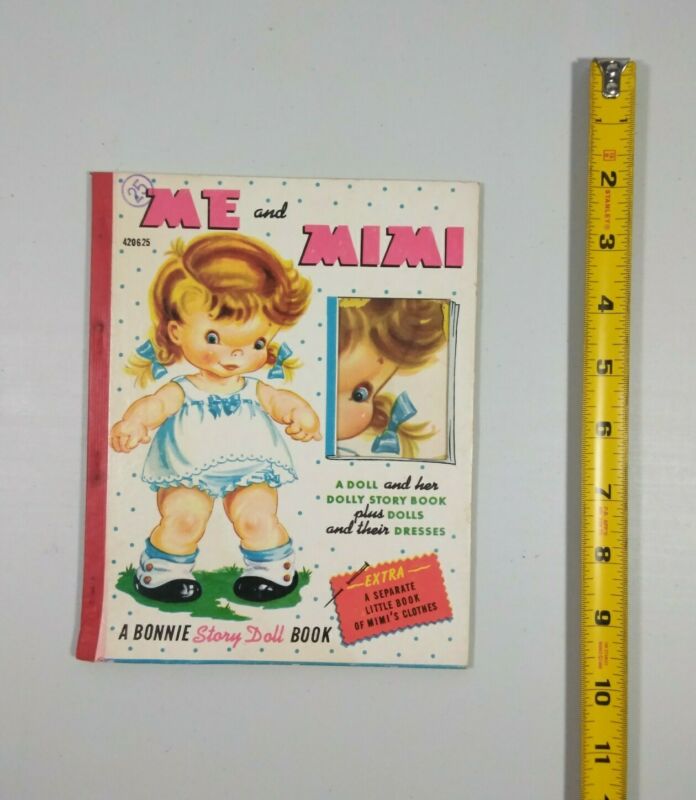 25
ME and
MIMI
420625
A DOLL and her
DOLLY STORY BOOK
plus DOLLS
and their DRESSES
EXTRA
A SEPARATE
LITTLE BOOK
OF MIMI'S CLOTHES
A BONNIE Story Doll BOOK
1
2
STANLEY®
3
4
5
6
7
8
9
10
11